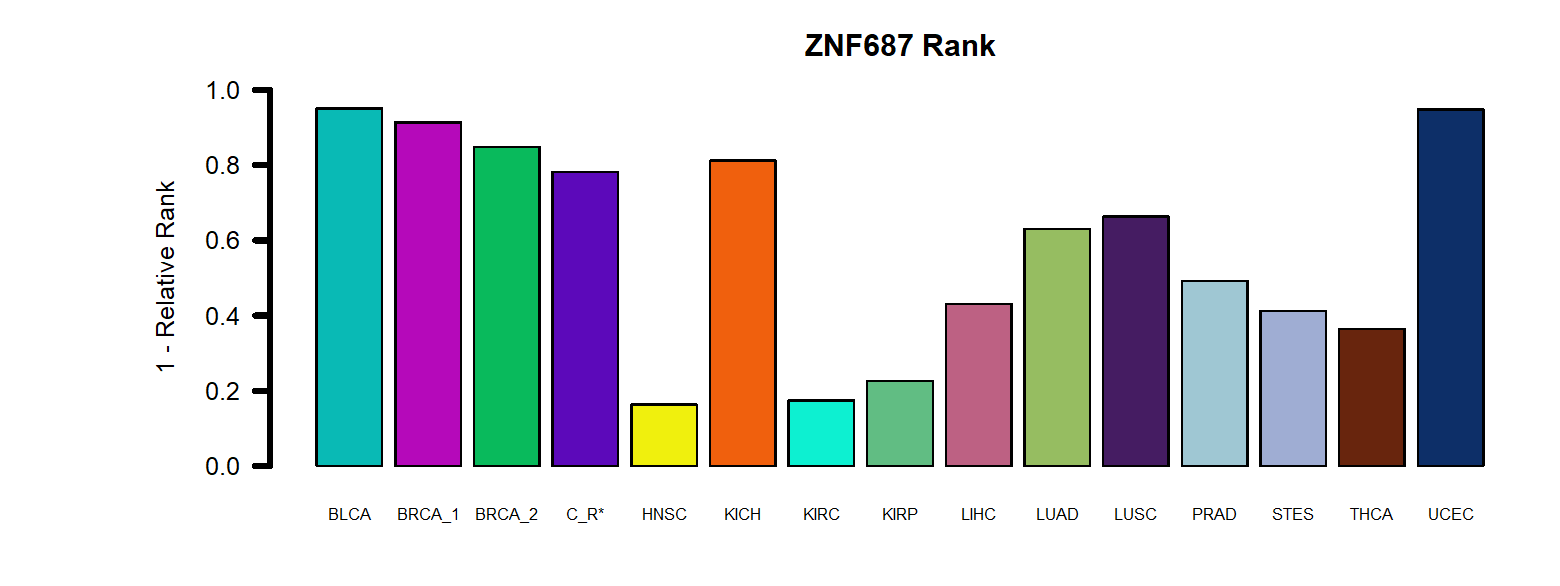 ZNF687 Rank
1 - Relative Rank
1.0
0.8
0.6
0.4
0.2
0.0
BLCA BRCA_1 BRCA_2 C_R* HNSC KICH KIRC KIRP LIHC LUAD LUSC PRAD STES THCA UCEC